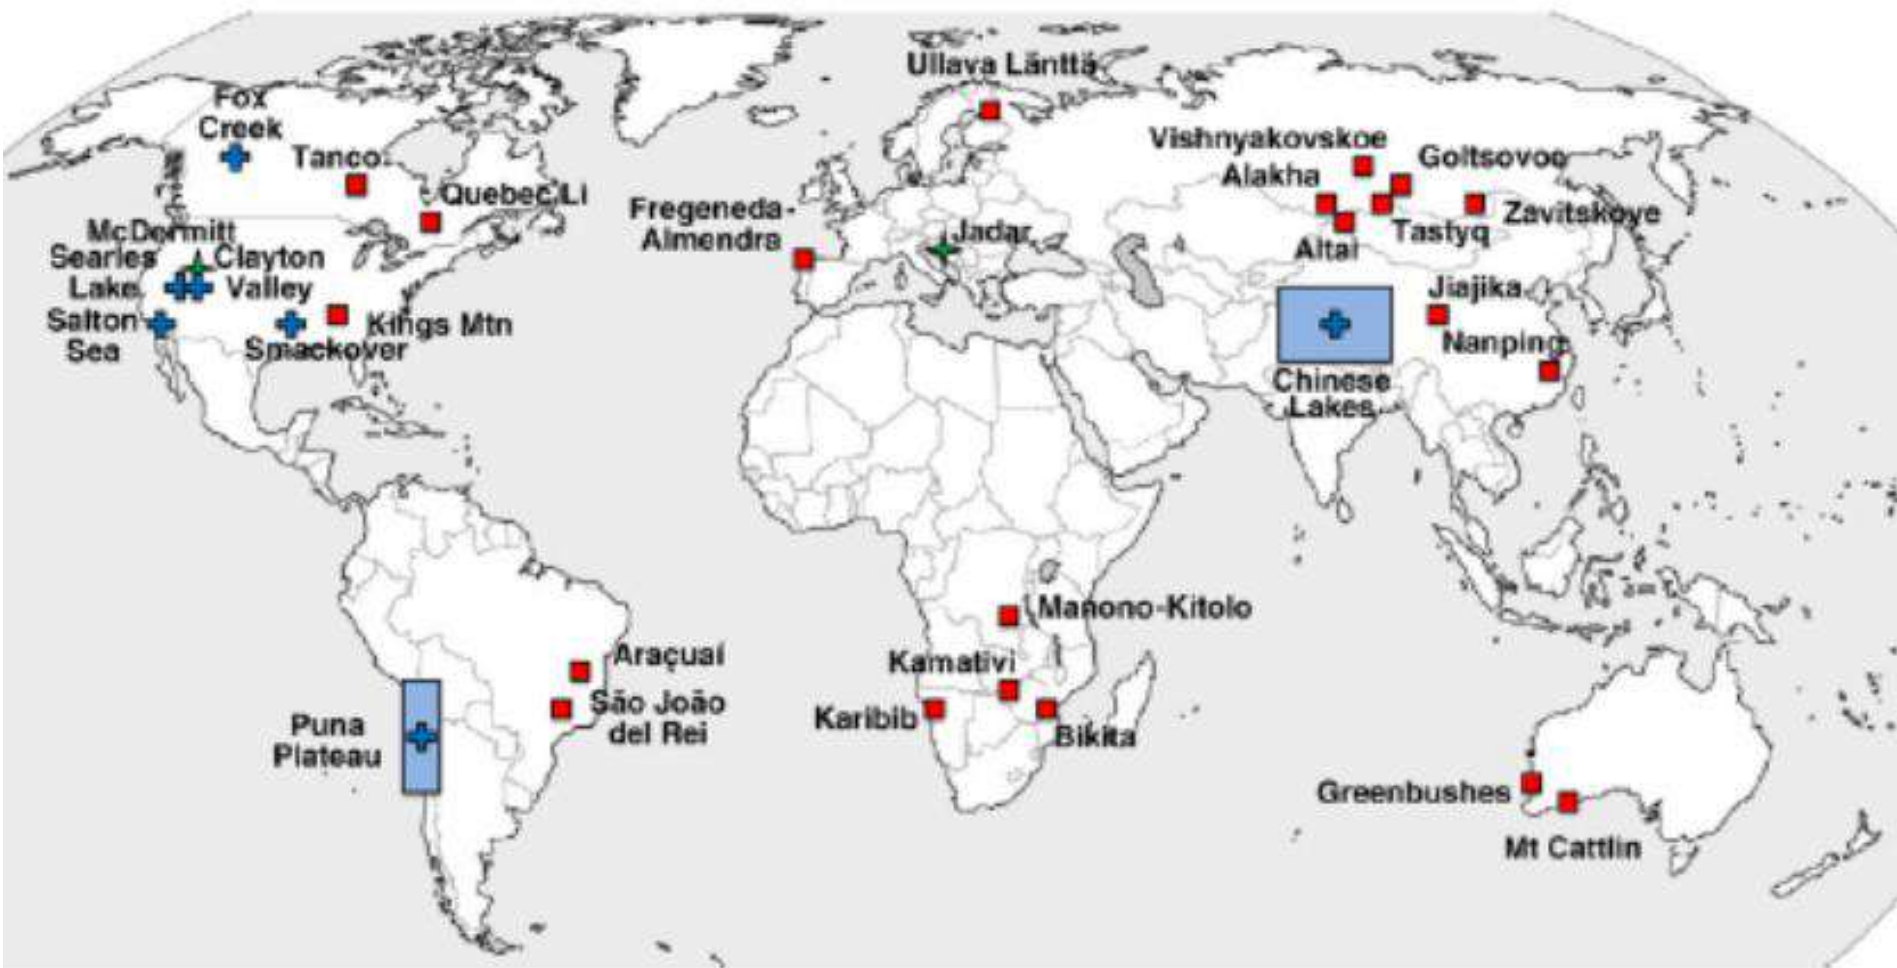 Ullava Länttä
Fox
Creek
Tanco
Vishnyakovskoe
Goltsovoe
Alakha
Quebec Li
Fregeneda-
Almendra
Zavitskoye
Tastyq
Altai
McDermitt
Jadar
Searles
Lake
Clayton
Valley
Jiajika
Salton
Sea
Kings Mtn
Smackover
Nanping
Chinese
Lakes
Manono-Kitolo
Araçuaí
Kamativi
São João
del Rei
Karibib
Puna
Plateau
Bikita
Greenbushes
Mt Cattlin